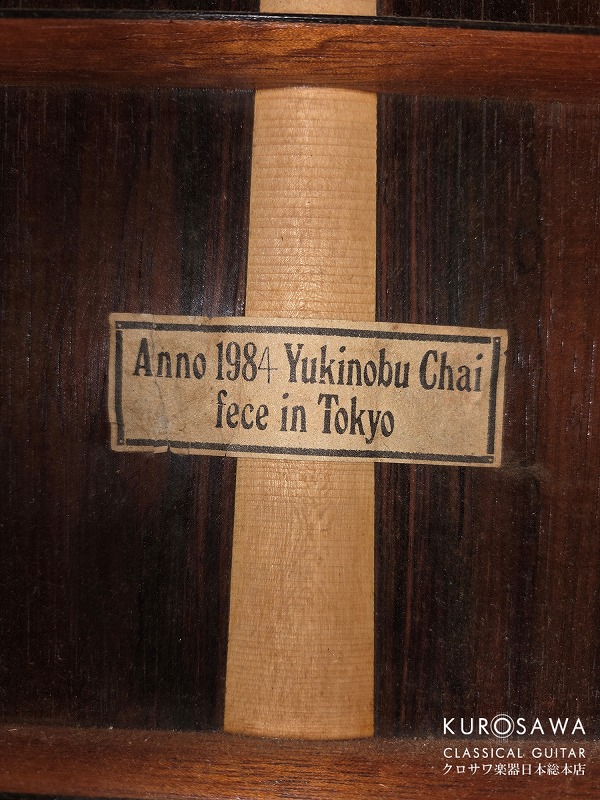 Anno 1984 Yukinobu Chai
fece in Tokyo
KUROSAWA
CLASSICAL GUITAR
クロサワ楽器日本総本店